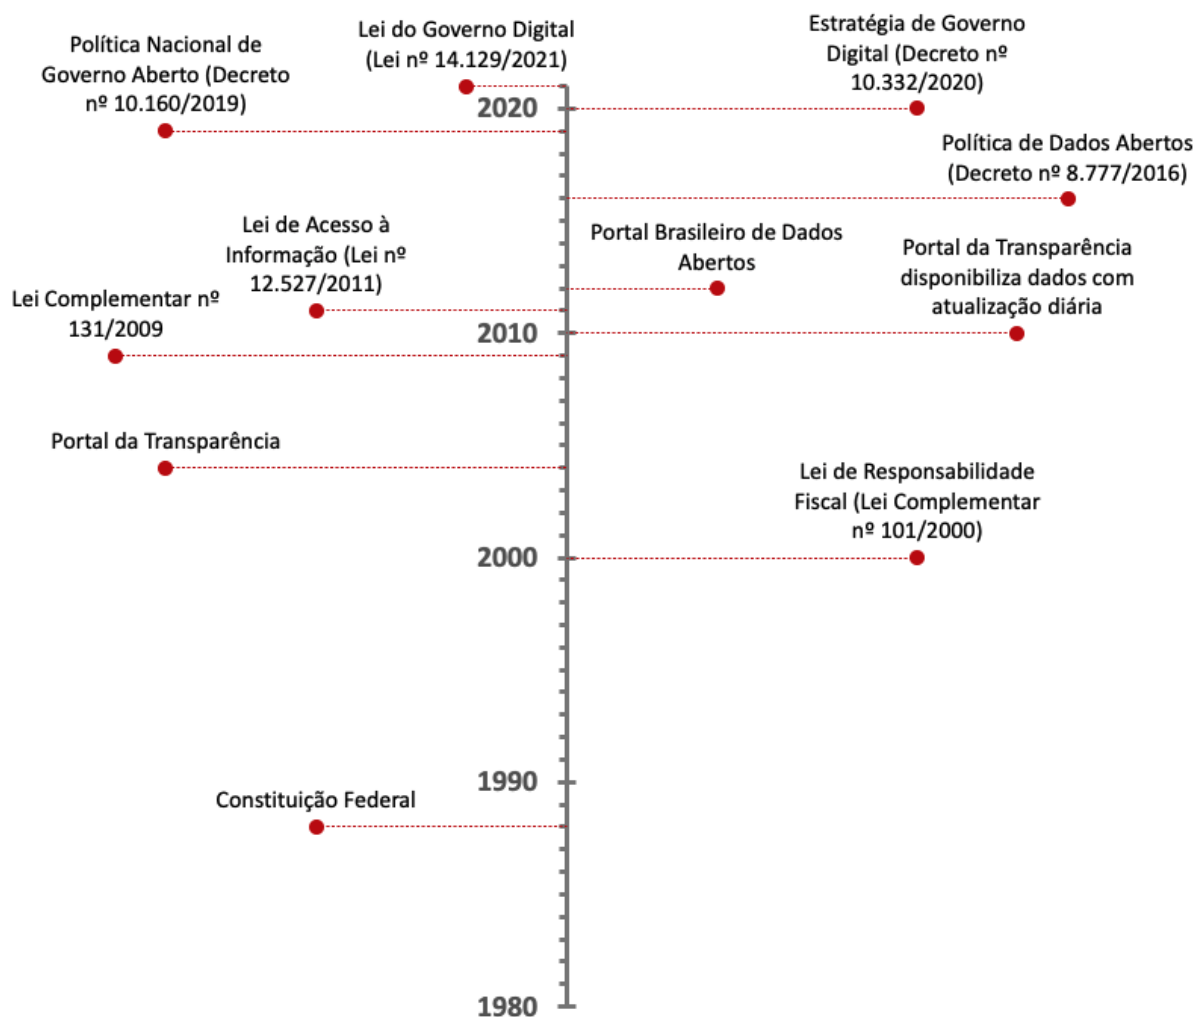 Lei do Governo Digital
(Lei nº 14.129/2021)
Estratégia de Governo
Digital (Decreto nº
10.332/2020)
Política Nacional de
Governo Aberto (Decreto
nº 10.160/2019)
2020
Política de Dados Abertos
(Decreto nº 8.777/2016)
Lei de Acesso à
Informação (Lei nº
12.527/2011)
Portal Brasileiro de Dados
Abertos
Portal da Transparência
disponibiliza dados com
atualização diária
Lei Complementar nº
131/2009
2010
Portal da Transparência
Lei de Responsabilidade
Fiscal (Lei Complementar
nº 101/2000)
2000
1990
Constituição Federal
1980